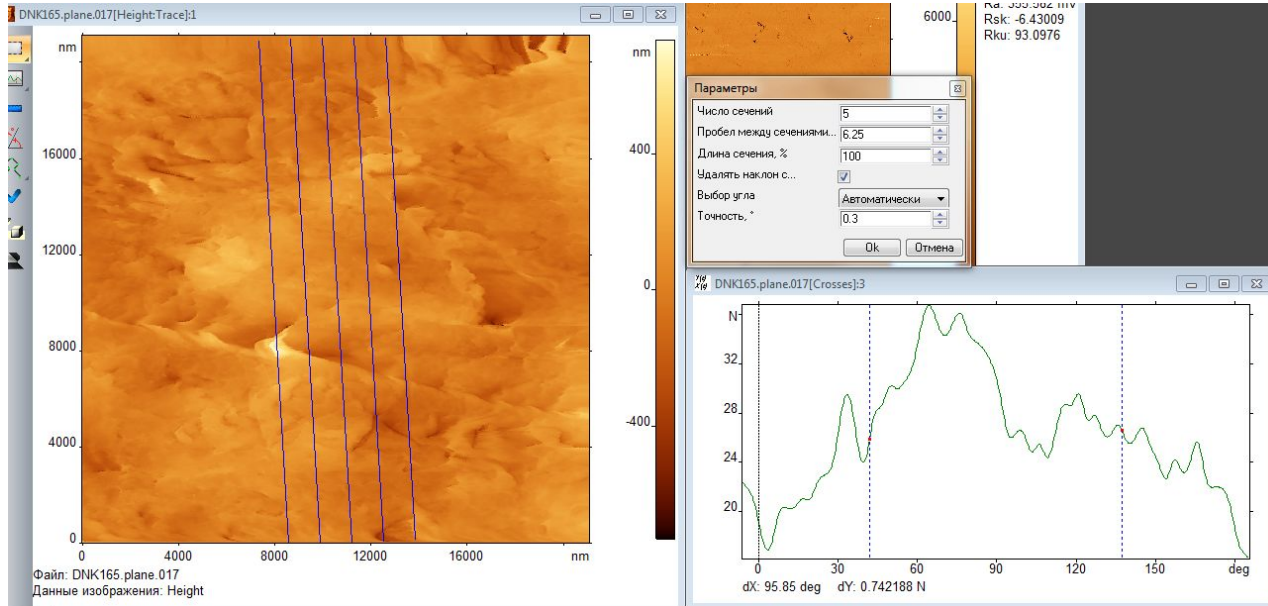 DNK165.plane.017[Height:Trace]:1
nm
16000
12000
8000
4000
0
0
4000
8000
12000
16000
nm
Файл: DNK165.plane.017
Данные изображения: Height
nm
400
0
-400
6000
Ra: 355.562 mV
Rsk: -6.43009
Rku: 93.0976
Параметры
Число сечений
5
Пробел между сечениями...
6.25
Длина сечения, %
100
Удалять наклон с...
Выбор угла
Автоматически
Точность, °
0.3
Ok
Отмена
DNK165.plane.017[Crosses]:3
N
32
28
24
20
0
30
60
90
120
150
deg
dX: 95.85 deg dY: 0.742188 N